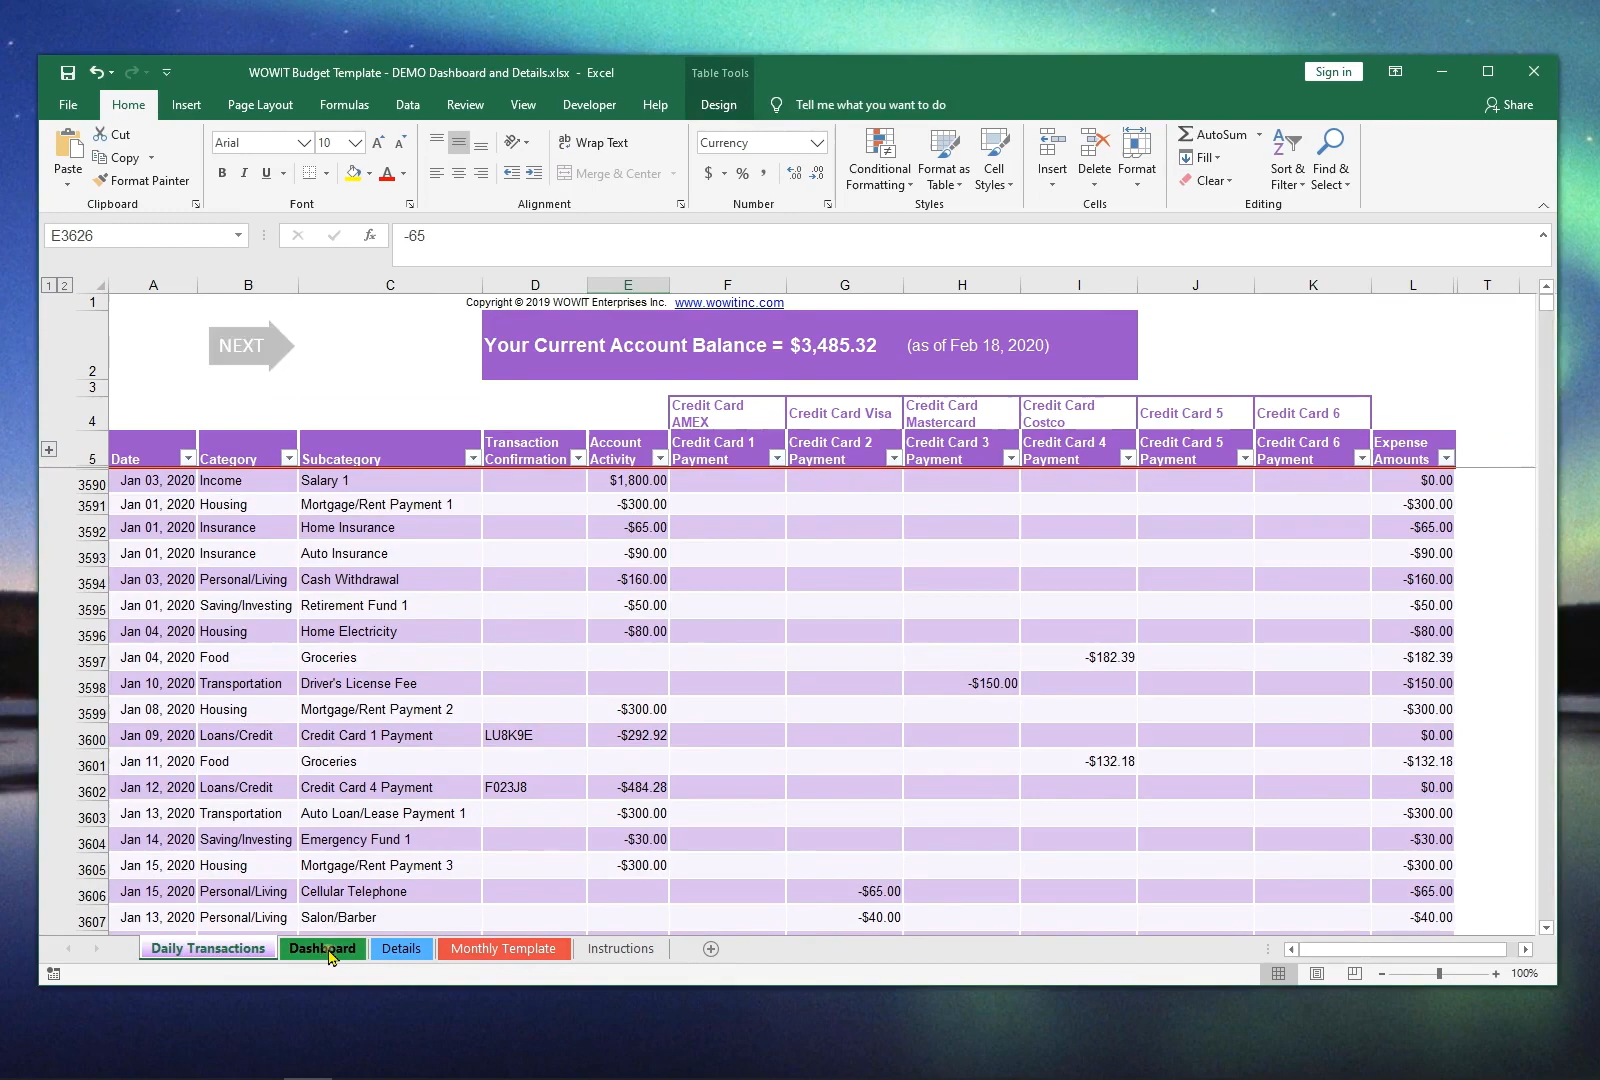 WOWIT Budget Template - DEMO Dashboard and Details.xlsx - Excel
Table Tools
Sign in
File Home Insert Page Layout Formulas Data Review View Developer Help Design Tell me what you want to do Share
Paste
Cut
Copy
Format Painter
Clipboard
Arial 10
B I U
Font
Wrap Text
Merge & Center
Alignment
Currency
$ % ,
Number
Conditional Formatting
Format as Table
Cell Styles
Styles
Insert
Delete
Format
Cells
AutoSum
Fill
Clear
Sort & Filter
Find & Select
Editing
E3626 fx -65
1 2 A B C D E F G H I J K L T
1 Copyright © 2019 WOWIT Enterprises Inc. www.wowitinc.com
NEXT
2 Your Current Account Balance = $3,485.32 (as of Feb 18, 2020)
3
4 Credit Card AMEX Credit Card Visa Credit Card Mastercard Credit Card Costco Credit Card 5 Credit Card 6
5 Date Category Subcategory Transaction Confirmation Account Activity Credit Card 1 Payment Credit Card 2 Payment Credit Card 3 Payment Credit Card 4 Payment Credit Card 5 Payment Credit Card 6 Payment Expense Amounts
3590 Jan 03, 2020 Income Salary 1 $1,800.00 $0.00
3591 Jan 01, 2020 Housing Mortgage/Rent Payment 1 -$300.00 -$300.00
3592 Jan 01, 2020 Insurance Home Insurance -$65.00 -$65.00
3593 Jan 01, 2020 Insurance Auto Insurance -$90.00 -$90.00
3594 Jan 03, 2020 Personal/Living Cash Withdrawal -$160.00 -$160.00
3595 Jan 01, 2020 Saving/Investing Retirement Fund 1 -$50.00 -$50.00
3596 Jan 04, 2020 Housing Home Electricity -$80.00 -$80.00
3597 Jan 04, 2020 Food Groceries -$182.39 -$182.39
3598 Jan 10, 2020 Transportation Driver's License Fee -$150.00 -$150.00
3599 Jan 08, 2020 Housing Mortgage/Rent Payment 2 -$300.00 -$300.00
3600 Jan 09, 2020 Loans/Credit Credit Card 1 Payment LU8K9E -$292.92 $0.00
3601 Jan 11, 2020 Food Groceries -$132.18 -$132.18
3602 Jan 12, 2020 Loans/Credit Credit Card 4 Payment F023J8 -$484.28 $0.00
3603 Jan 13, 2020 Transportation Auto Loan/Lease Payment 1 -$300.00 -$300.00
3604 Jan 14, 2020 Saving/Investing Emergency Fund 1 -$30.00 -$30.00
3605 Jan 15, 2020 Housing Mortgage/Rent Payment 3 -$300.00 -$300.00
3606 Jan 15, 2020 Personal/Living Cellular Telephone -$65.00 -$65.00
3607 Jan 13, 2020 Personal/Living Salon/Barber -$40.00 -$40.00
Daily Transactions Dashboard Details Monthly Template Instructions
100%